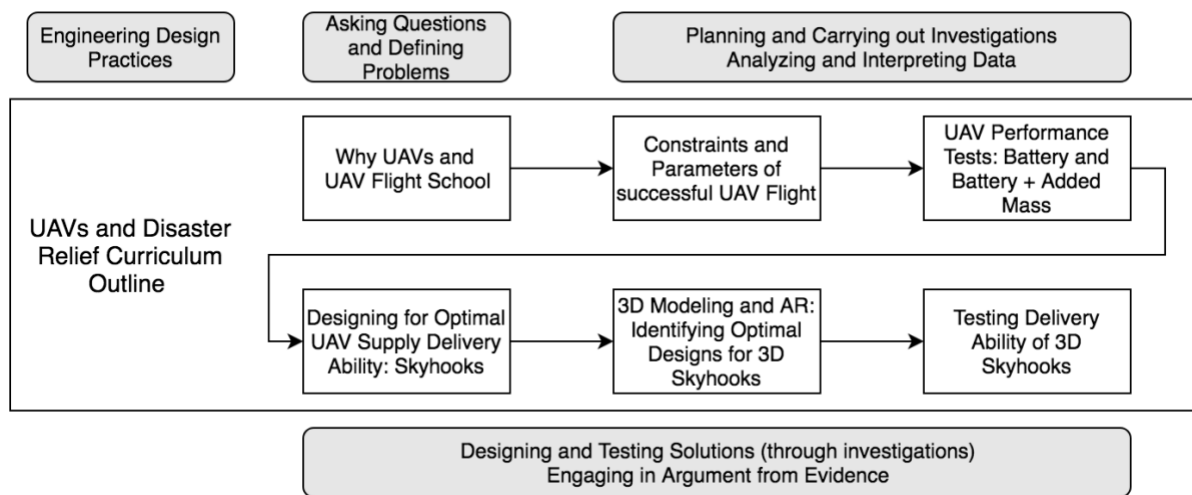 Engineering Design
Practices
Asking Questions
and Defining
Problems
Planning and Carrying out Investigations
Analyzing and Interpreting Data
UAVs and Disaster
Relief Curriculum
Outline
Why UAVs and
UAV Flight School
Constraints and
Parameters of
successful UAV Flight
UAV Performance
Tests: Battery and
Battery + Added
Mass
Designing for Optimal
UAV Supply Delivery
Ability: Skyhooks
3D Modeling and AR:
Identifying Optimal
Designs for 3D
Skyhooks
Testing Delivery
Ability of 3D
Skyhooks
Designing and Testing Solutions (through investigations)
Engaging in Argument from Evidence